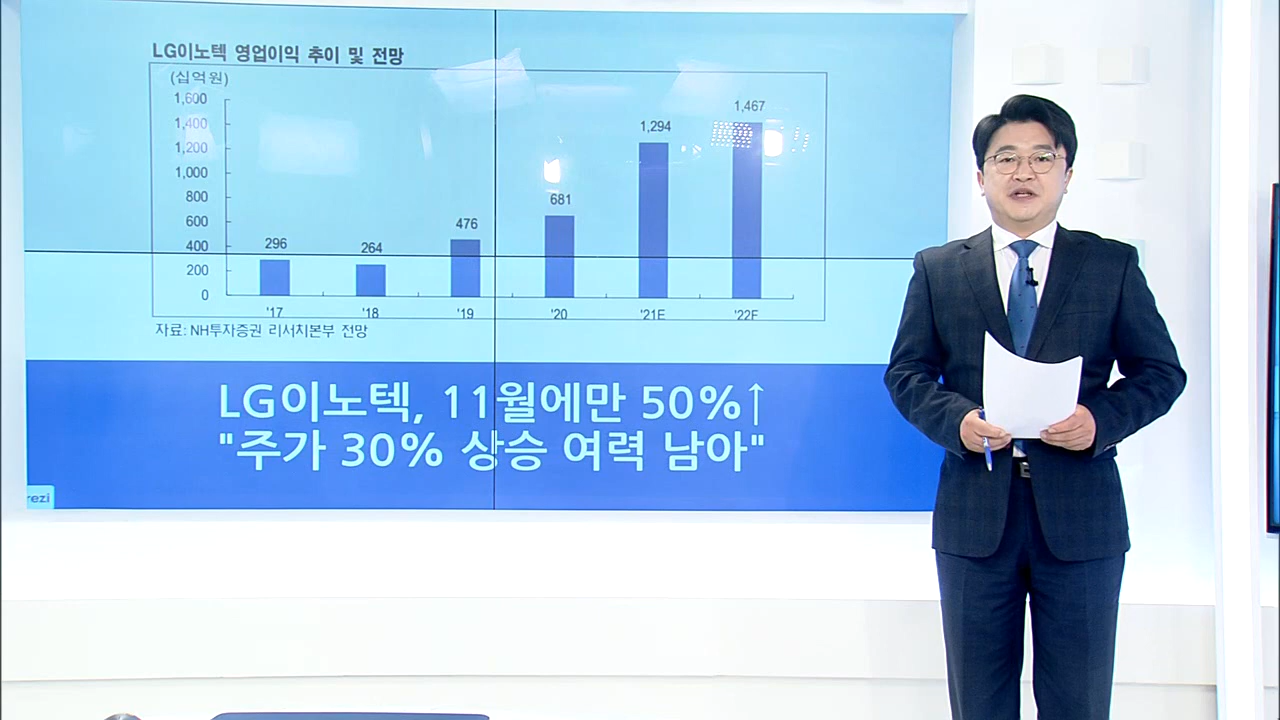 LG이노텍 영업이익 추이 및 전망
(십억원)
1,600
1,400
1,200
1,000
800
600
400
200
0
296
264
476
681
1,294
1,467
'17
'18
'19
'20
'21E
'22F
자료: NH투자증권 리서치본부 전망
LG이노텍, 11월에만 50%↑
"주가 30% 상승 여력 남아"
rezi